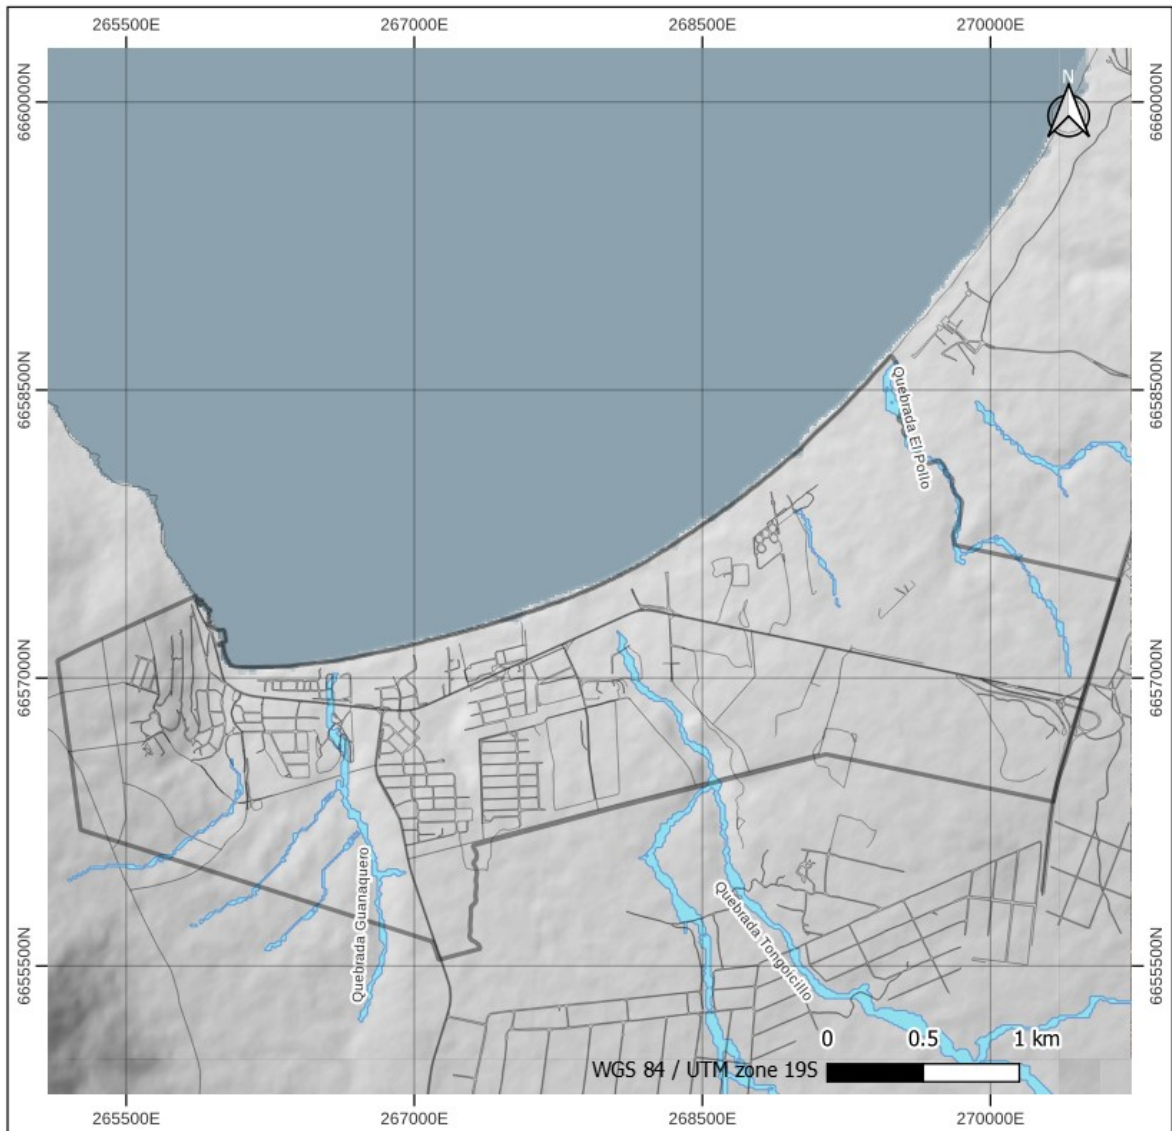 265500E 267000E 268500E 270000E
6660000N
N
6660000N
6658500N
Quebrada El Pollo
6658500N
6657000N
6657000N
Quebrada Guanaquero
Quebrada Tongoicillo
6655500N
6655500N
0 0.5 1 km
WGS 84 / UTM zone 19S
265500E 267000E 268500E 270000E